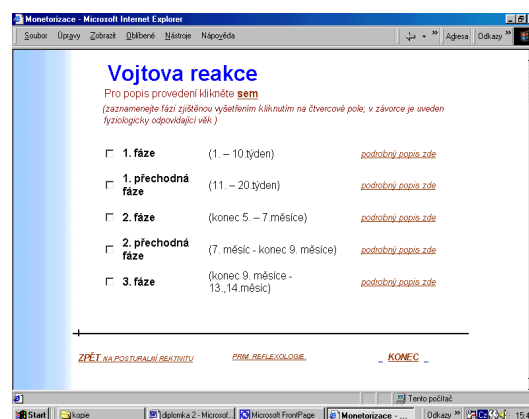 Monetorizace - Microsoft Internet Explorer
Soubor Úpravy Zobrazit Oblíbené Nástroje Nápověda
Adresa Odkazy »
Vojtova reakce
Pro popis provedení klikněte sem
(zaznamenejte fázi zjištěnou vyšetřením kliknutím na čtvercové pole; v závorce je uveden
fyziologicky odpovídající věk )
1. fáze (1. – 10.týden) podrobný popis zde
1. přechodná
fáze (11. – 20.týden) podrobný popis zde
2. fáze (konec 5. – 7.měsíce) podrobný popis zde
2. přechodná
fáze (7. měsíc - konec 9. měsíce) podrobný popis zde
3. fáze (konec 9. měsíce -
13.,14.měsíc) podrobný popis zde
ZPĚT NA POSTURALNÍ REKTIVITU PRIM. REFLEXOLOGIE. _ KONEC _
Tento počítač
Start kopie diplomka 2 - Microsof... Microsoft FrontPage Monetorizace - ... Odkazy » Cz 15:4